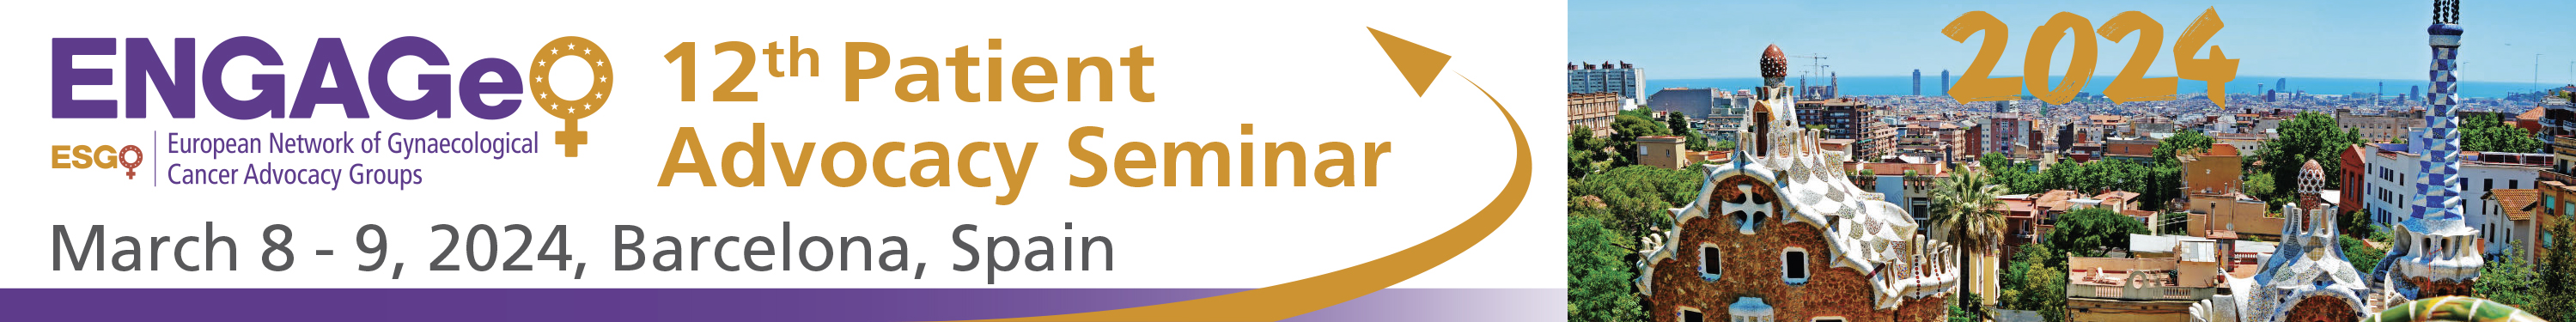 ENGAGe
ESGO
European Network of Gynaecological
Cancer Advocacy Groups
12th Patient
Advocacy Seminar
March 8 - 9, 2024, Barcelona, Spain
2024